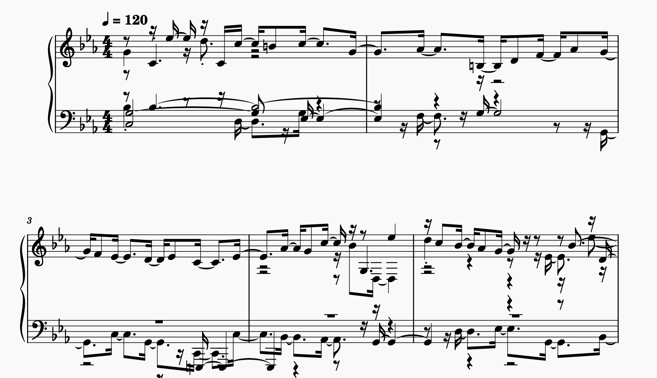 ♩ = 120
3